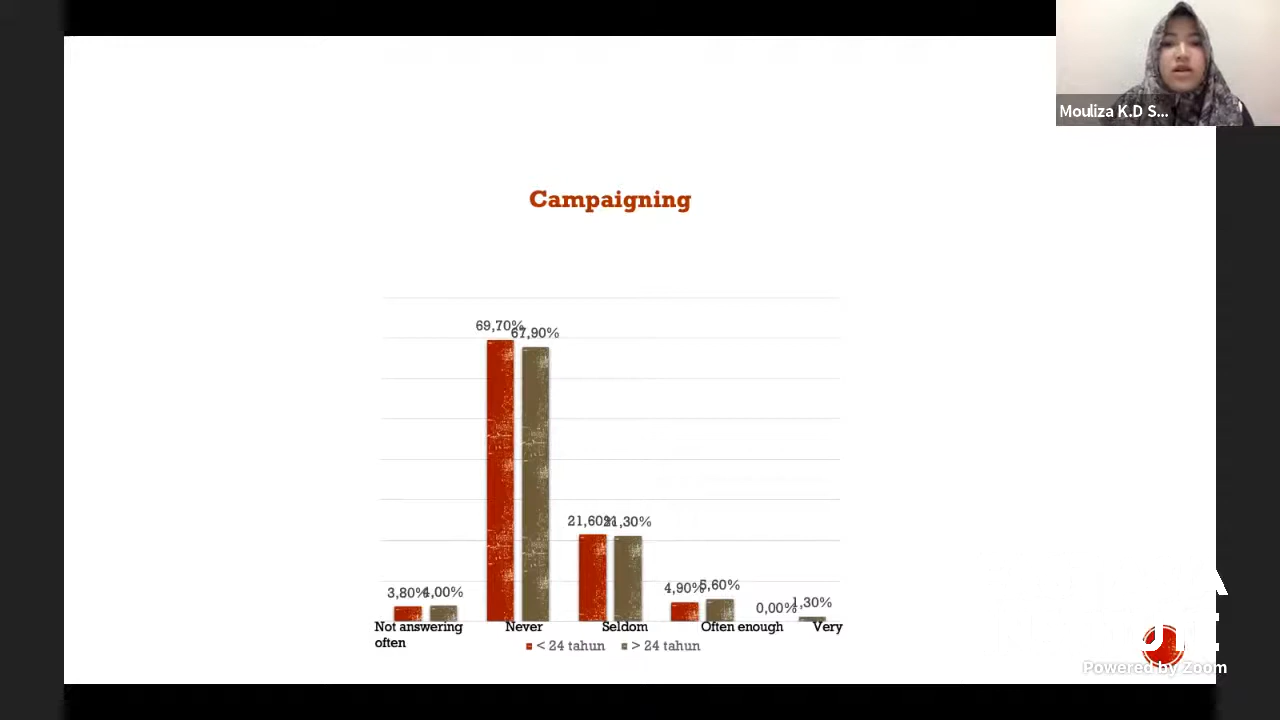 Mouliza K.D S...
Campaigning
69,70%
67,90%
21,60%
21,30%
4,90%
5,60%
3,80%
4,00%
0,00%
1,30%
Not answering Never Seldom Often enough Very
often
< 24 tahun > 24 tahun
Powered by Zoom